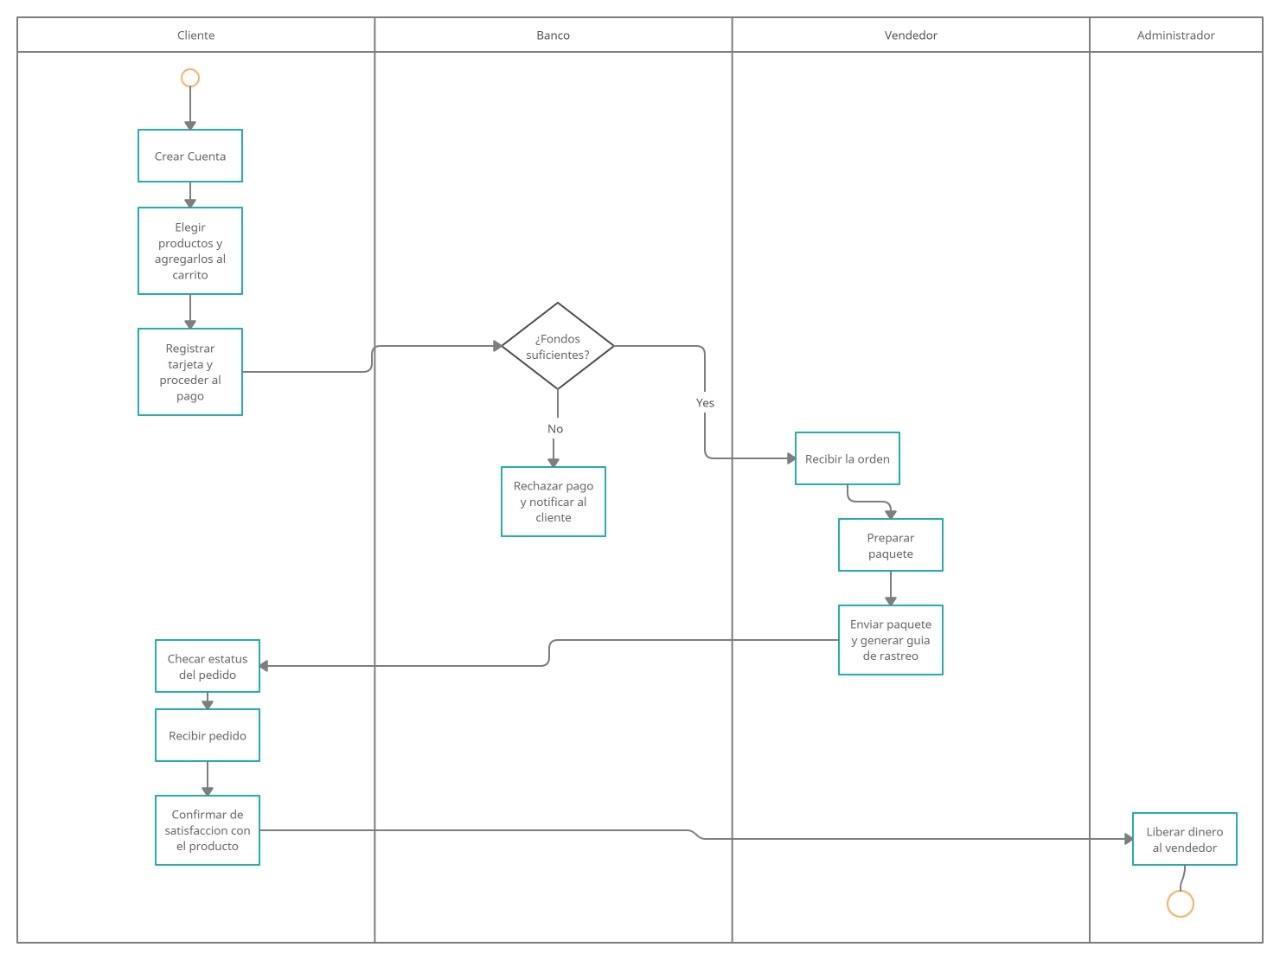 Cliente
Banco
Vendedor
Administrador
Crear Cuenta
Elegir
productos y
agregarlos al
carrito
Registrar
tarjeta y
proceder al
pago
¿Fondos
suficientes?
Yes
No
Rechazar pago
y notificar al
cliente
Recibir la orden
Preparar
paquete
Enviar paquete
y generar guia
de rastreo
Checar estatus
del pedido
Recibir pedido
Confirmar de
satisfaccion con
el producto
Liberar dinero
al vendedor